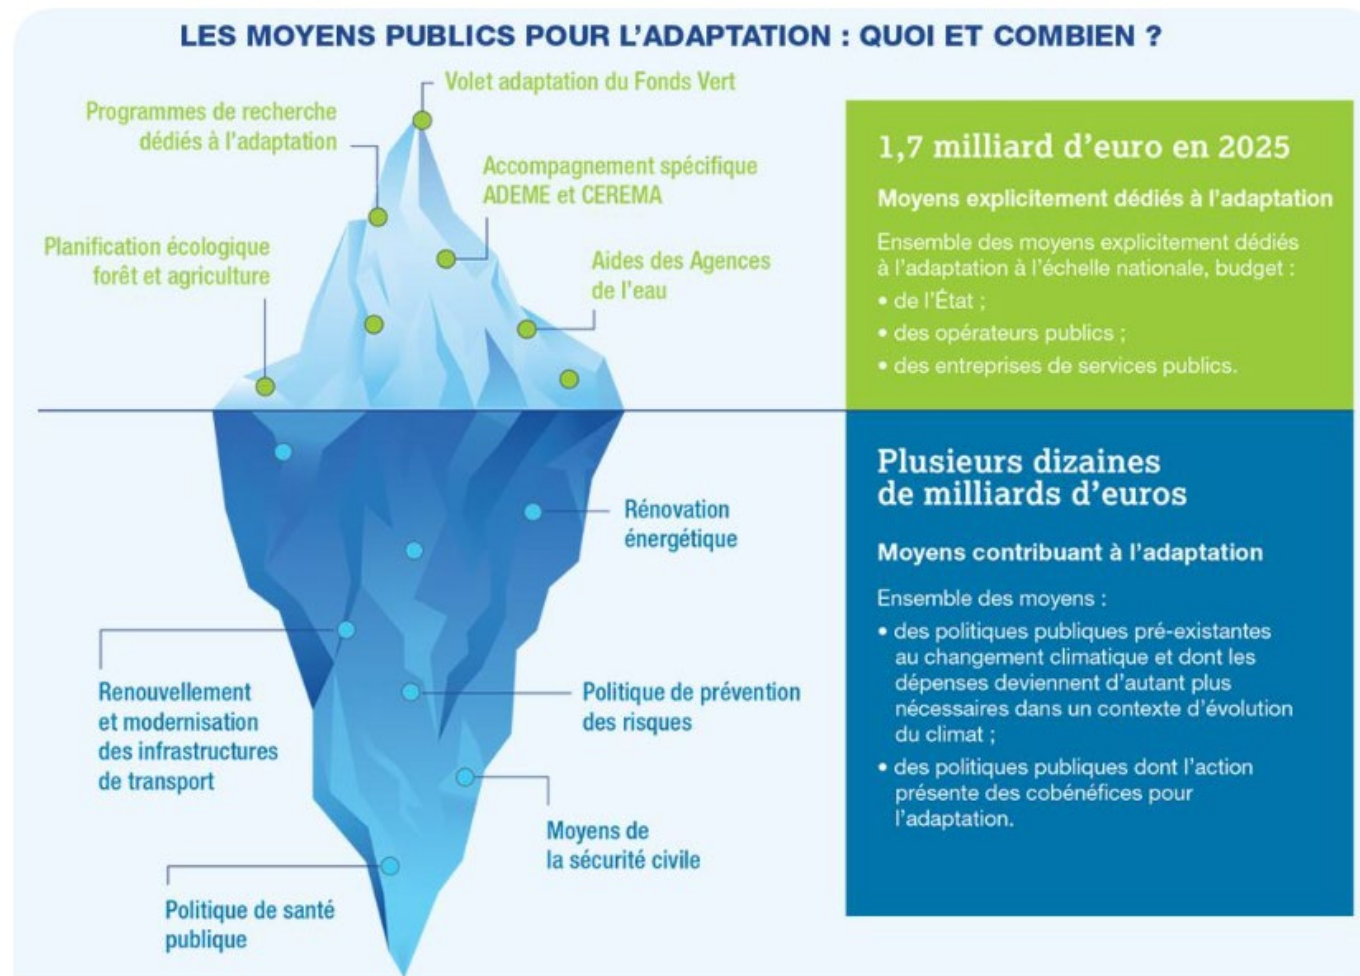 LES MOYENS PUBLICS POUR L’ADAPTATION : QUOI ET COMBIEN ?
Volet adaptation du Fonds Vert
Programmes de recherche
dédiés à l’adaptation
Accompagnement spécifique
ADEME et CEREMA
Planification écologique
forêt et agriculture
Aides des Agences
de l’eau
1,7 milliard d’euro en 2025
Moyens explicitement dédiés à l’adaptation
Ensemble des moyens explicitement dédiés
à l’adaptation à l’échelle nationale, budget :
• de l’État ;
• des opérateurs publics ;
• des entreprises de services publics.
Rénovation
énergétique
Renouvellement
et modernisation
des infrastructures
de transport
Politique de prévention
des risques
Moyens de
la sécurité civile
Politique de santé
publique
Plusieurs dizaines
de milliards d’euros
Moyens contribuant à l’adaptation
Ensemble des moyens :
• des politiques publiques pré-existantes
au changement climatique et dont les
dépenses deviennent d’autant plus
nécessaires dans un contexte d’évolution
du climat ;
• des politiques publiques dont l’action
présente des cobénéfices pour
l’adaptation.